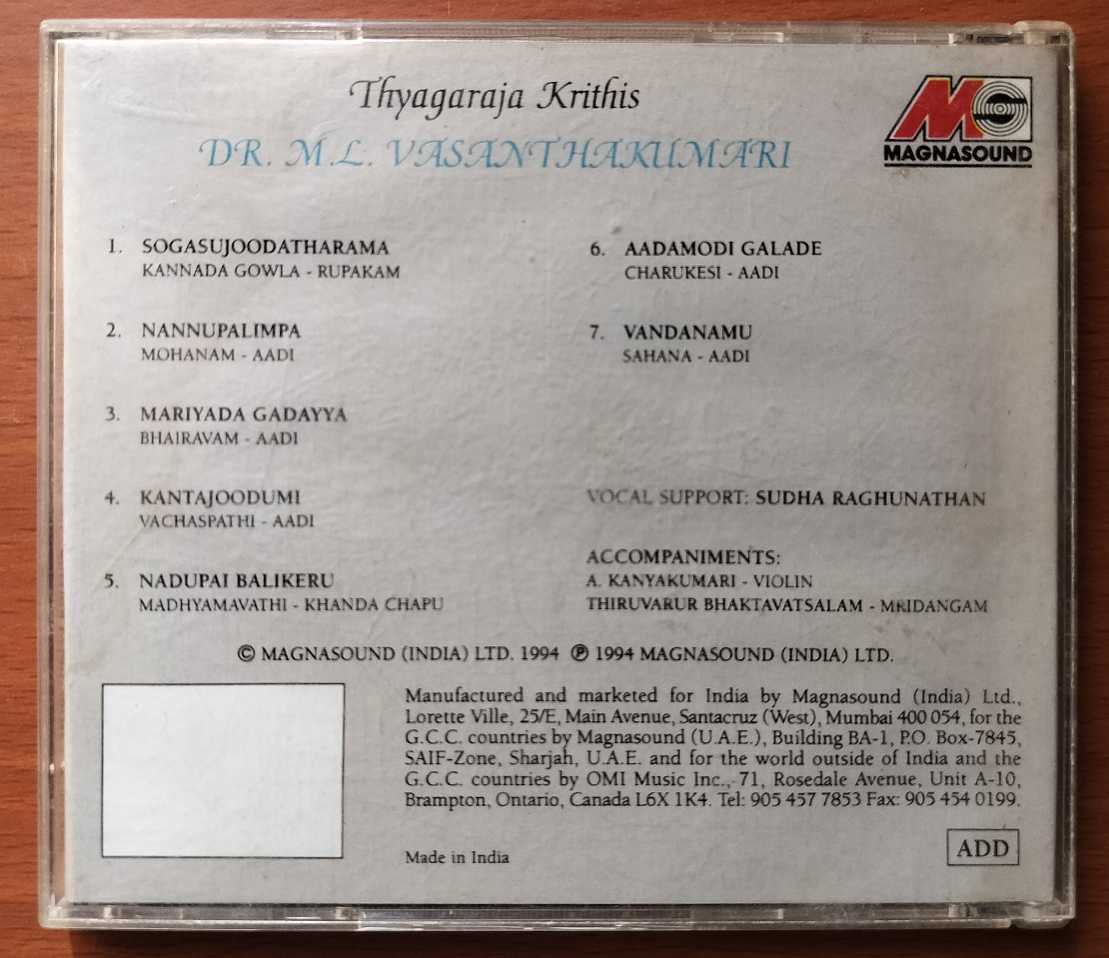 Thyagaraja Krithis
DR. M.L. VASANTHAKUMARI
MG
MAGNASOUND
1. SOGASUJOODATHARAMA
KANNADA GOWLA - RUPAKAM
2. NANNUPALIMPA
MOHANAM - AADI
3. MARIYADA GADAYYA
BHAIRAVAM - AADI
4. KANTAJOODUMI
VACHASPATHI - AADI
5. NADUPAI BALIKERU
MADHYAMAVATHI - KHANDA CHAPU
6. AADAMODI GALADE
CHARUKESI - AADI
7. VANDANAMU
SAHANA - AADI
VOCAL SUPPORT: SUDHA RAGHUNATHAN
ACCOMPANIMENTS:
A. KANYAKUMARI - VIOLIN
THIRUVARUR BHAKTAVATSALAM - MRIDANGAM
© MAGNASOUND (INDIA) LTD. 1994 ℗ 1994 MAGNASOUND (INDIA) LTD.
Manufactured and marketed for India by Magnasound (India) Ltd.,
Lorette Ville, 25/E, Main Avenue, Santacruz (West), Mumbai 400 054, for the
G.C.C. countries by Magnasound (U.A.E.), Building BA-1, P.O. Box-7845,
SAIF-Zone, Sharjah, U.A.E. and for the world outside of India and the
G.C.C. countries by OMI Music Inc., 71, Rosedale Avenue, Unit A-10,
Brampton, Ontario, Canada L6X 1K4. Tel: 905 457 7853 Fax: 905 454 0199.
Made in India
ADD